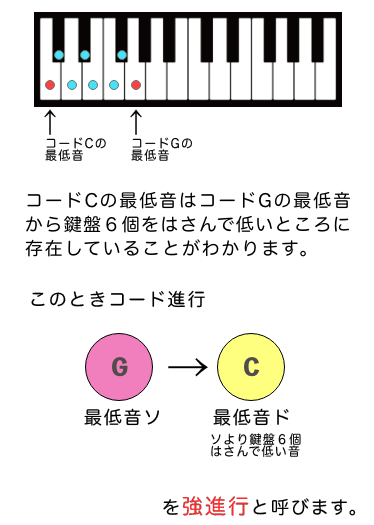 コードCの
最低音
コードGの
最低音
コードCの最低音はコードGの最低音
から鍵盤６個をはさんで低いところに
存在していることがわかります。
このときコード進行
G
C
最低音ソ
最低音ド
ソより鍵盤６個
はさんで低い音
を強進行と呼びます。